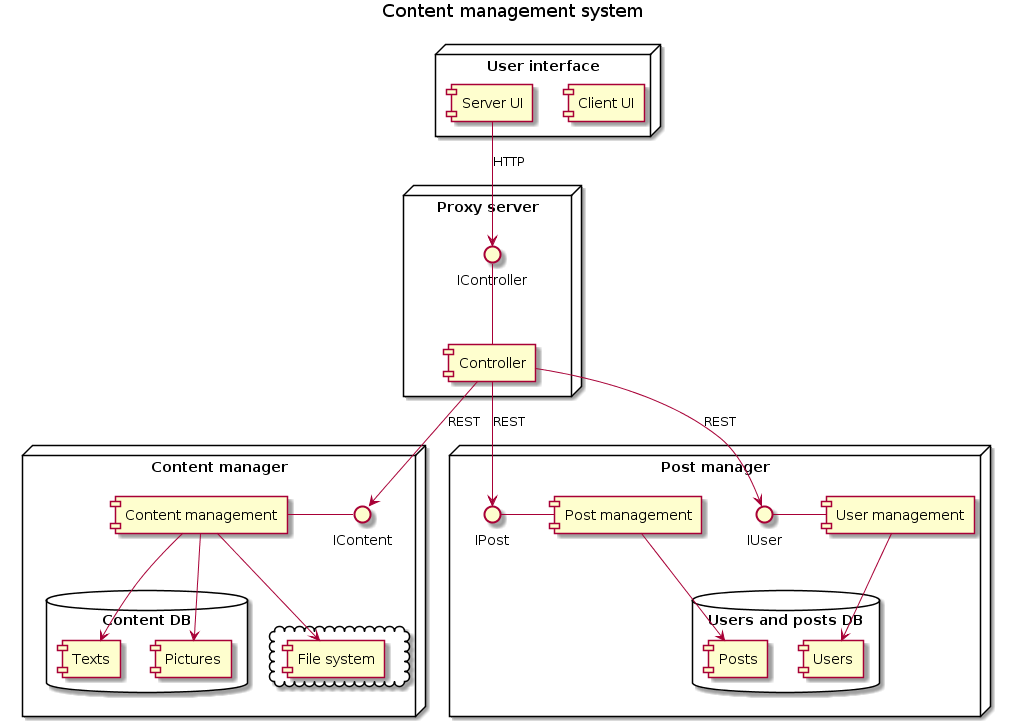 Content management system
User interface
Server UI
Client UI
HTTP
Proxy server
IController
Controller
REST
REST
REST
Content manager
Content management
IContent
Content DB
Texts
Pictures
File system
Post manager
IPost
Post management
IUser
User management
Users and posts DB
Posts
Users